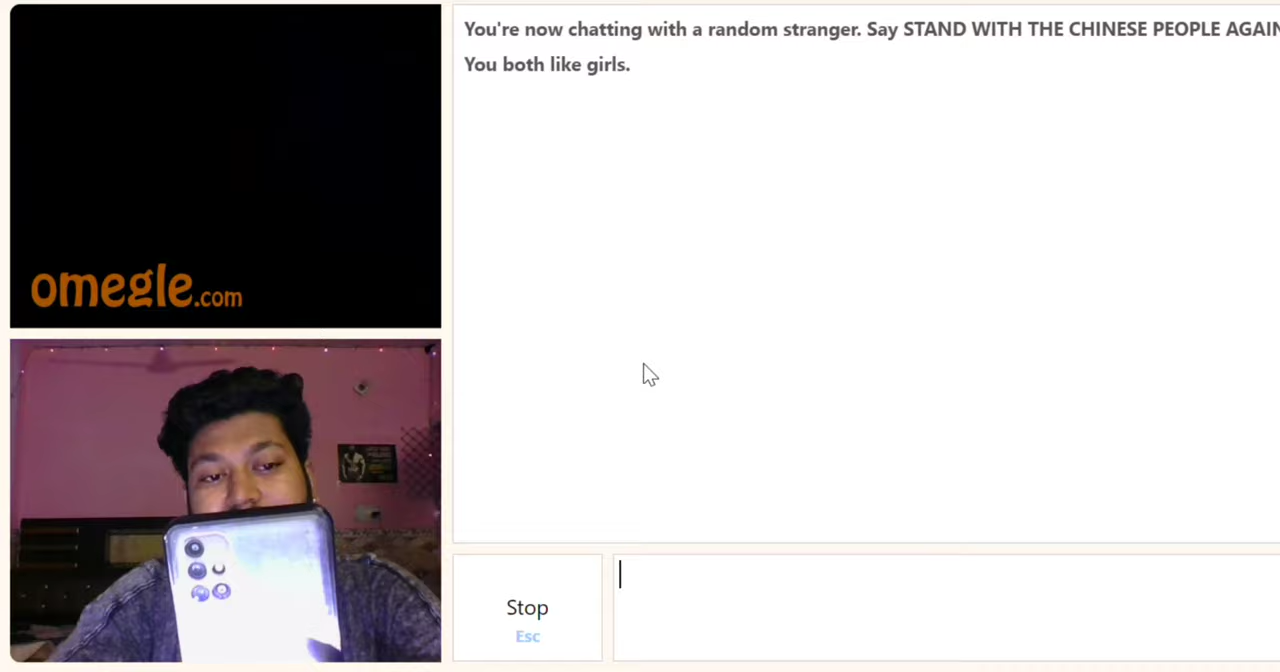 You're now chatting with a random stranger. Say STAND WITH THE CHINESE PEOPLE
You both like girls.
omegle.com
Stop
Esc